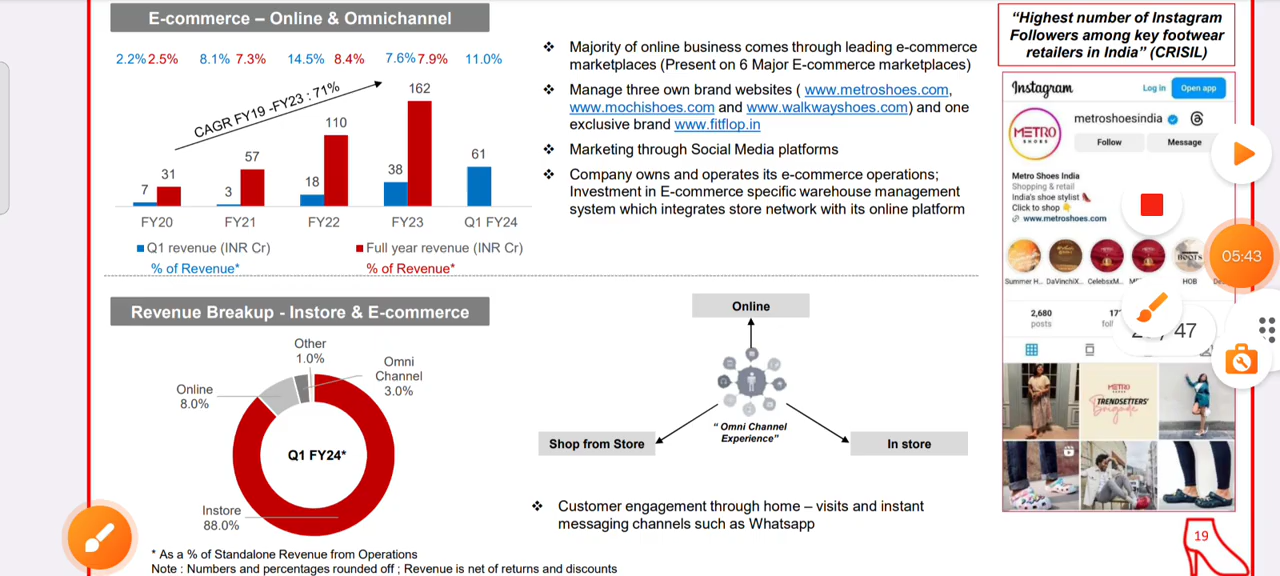 E-commerce – Online & Omnichannel
2.2% 2.5% 8.1% 7.3% 14.5% 8.4% 7.6% 7.9% 11.0%
CAGR FY19 -FY23 : 71%
7 31 3 57 18 110 38 162 61
FY20 FY21 FY22 FY23 Q1 FY24
Q1 revenue (INR Cr) Full year revenue (INR Cr)
% of Revenue* % of Revenue*
❖ Majority of online business comes through leading e-commerce
marketplaces (Present on 6 Major E-commerce marketplaces)
❖ Manage three own brand websites ( www.metroshoes.com,
www.mochishoes.com and www.walkwayshoes.com) and one
exclusive brand www.fitflop.in
❖ Marketing through Social Media platforms
❖ Company owns and operates its e-commerce operations;
Investment in E-commerce specific warehouse management
system which integrates store network with its online platform
“Highest number of Instagram
Followers among key footwear
retailers in India” (CRISIL)
Instagram Log in Open app
METRO
SHOES
metroshoesindia
Follow Message
Metro Shoes India
Shopping & retail
India's shoe stylist 👠
Click to shop 👇
www.metroshoes.com
05:43
BOOTS
Summer H... DaVinchiX... CelebsxM... HOB
2,680
posts
47
METRO
TRENDSETTERS'
Brigade
Revenue Breakup - Instore & E-commerce
Other
1.0%
Omni
Channel
3.0%
Online
8.0%
Q1 FY24*
Instore
88.0%
Online
“ Omni Channel
Experience”
Shop from Store
In store
❖ Customer engagement through home – visits and instant
messaging channels such as Whatsapp
* As a % of Standalone Revenue from Operations
Note : Numbers and percentages rounded off ; Revenue is net of returns and discounts
19